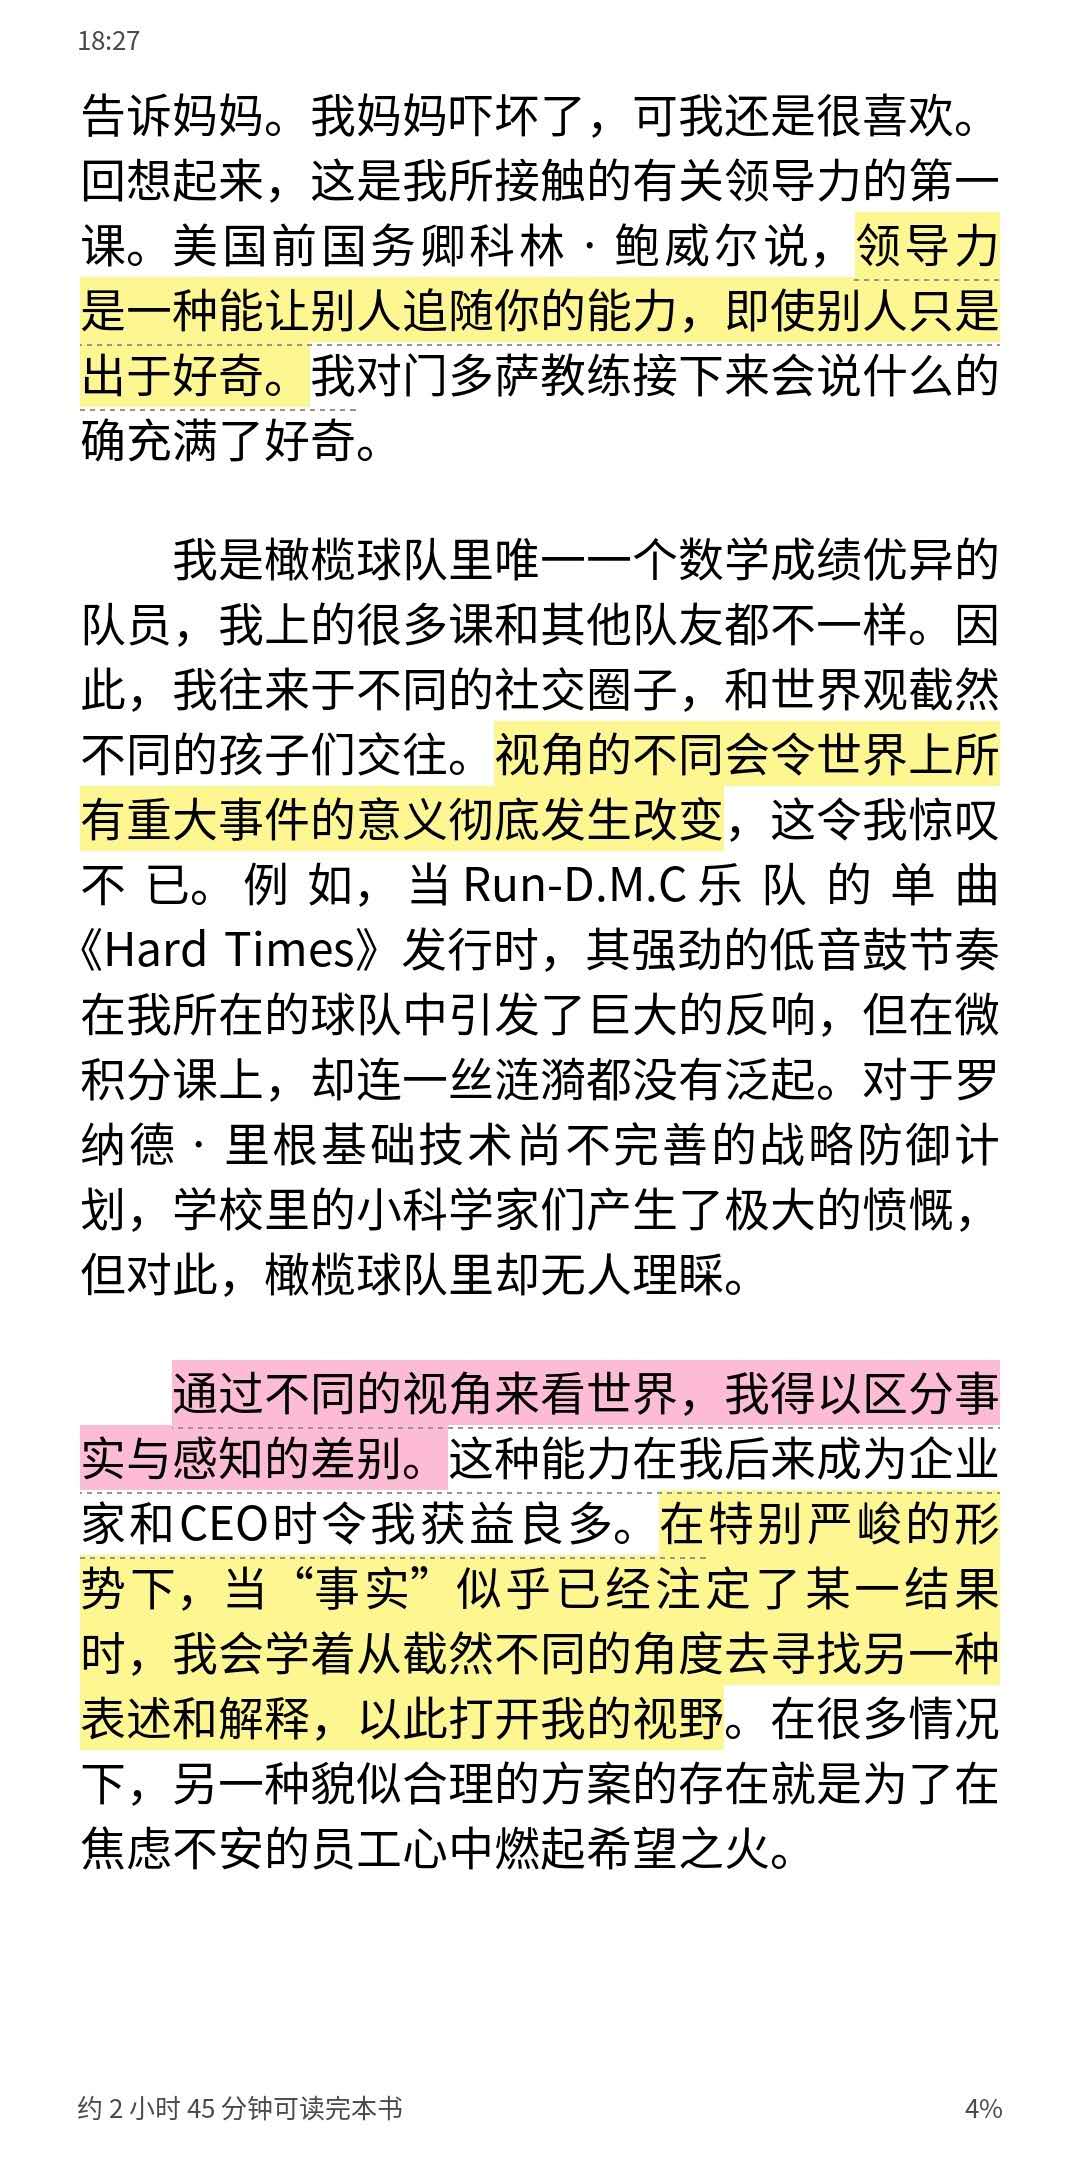 18:27
告诉妈妈。我妈妈吓坏了，可我还是很喜欢。
回想起来，这是我所接触的有关领导力的第一
课。美国前国务卿科林·鲍威尔说，领导力
是一种能让别人追随你的能力，即使别人只是
出于好奇。我对门多萨教练接下来会说什么的
确充满了好奇。
我是橄榄球队里唯一一个数学成绩优异的
队员，我上的很多课和其他队友都不一样。因
此，我往来于不同的社交圈子，和世界观截然
不同的孩子们交往。视角的不同会令世界上所
有重大事件的意义彻底发生改变，这令我惊叹
不已。例如，当Run-D.M.C乐队的单曲
《Hard Times》发行时，其强劲的低音鼓节奏
在我所在的球队中引发了巨大的反响，但在微
积分课上，却连一丝涟漪都没有泛起。对于罗
纳德·里根基础技术尚不完善的战略防御计
划，学校里的小科学家们产生了极大的愤慨，
但对此，橄榄球队里却无人理睬。
通过不同的视角来看世界，我得以区分事
实与感知的差别。这种能力在我后来成为企业
家和CEO时令我获益良多。在特别严峻的形
势下，当“事实”似乎已经注定了某一结果
时，我会学着从截然不同的角度去寻找另一种
表述和解释，以此打开我的视野。在很多情况
下，另一种貌似合理的方案的存在就是为了在
焦虑不安的员工心中燃起希望之火。
约 2 小时 45 分钟可读完本书
4%